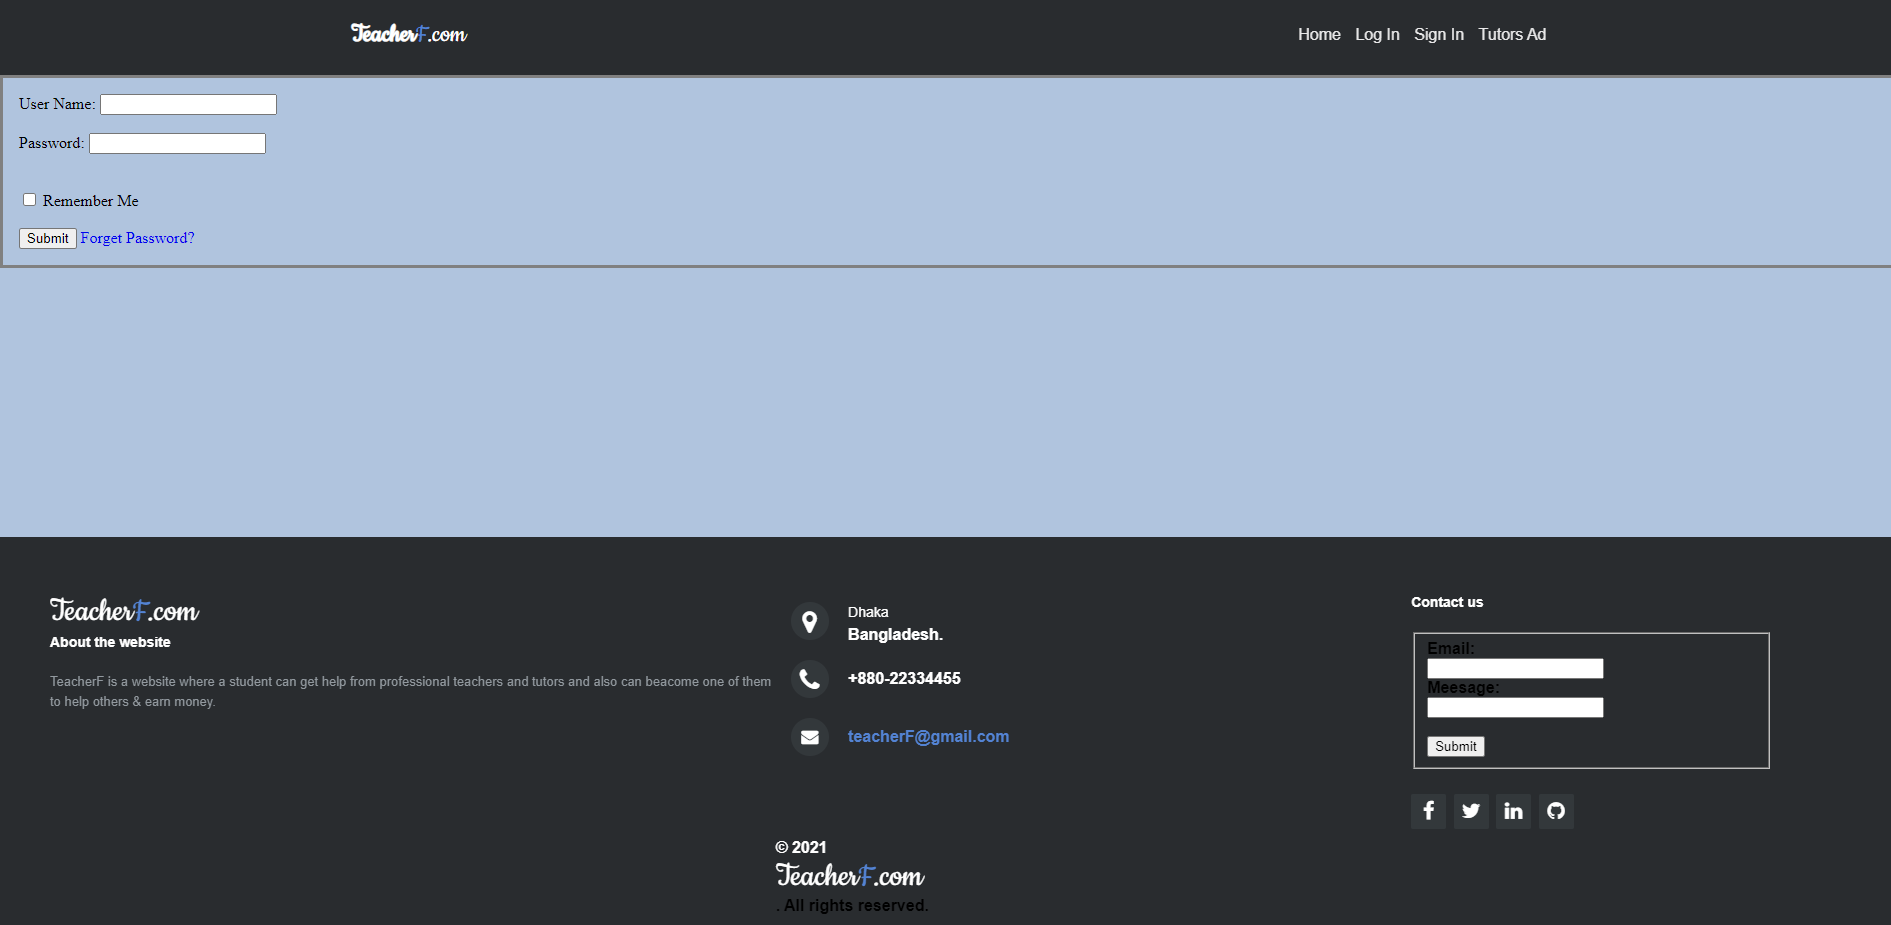 TeacherF.com
Home Log In Sign In Tutors Ad
User Name:
Password:
Remember Me
Submit Forget Password?
TeacherF.com
About the website
TeacherF is a website where a student can get help from professional teachers and tutors and also can beacome one of them
to help others & earn money.
Dhaka
Bangladesh.
+880-22334455
teacherF@gmail.com
Contact us
Email:
Meesage:
Submit
© 2021
TeacherF.com
. All rights reserved.